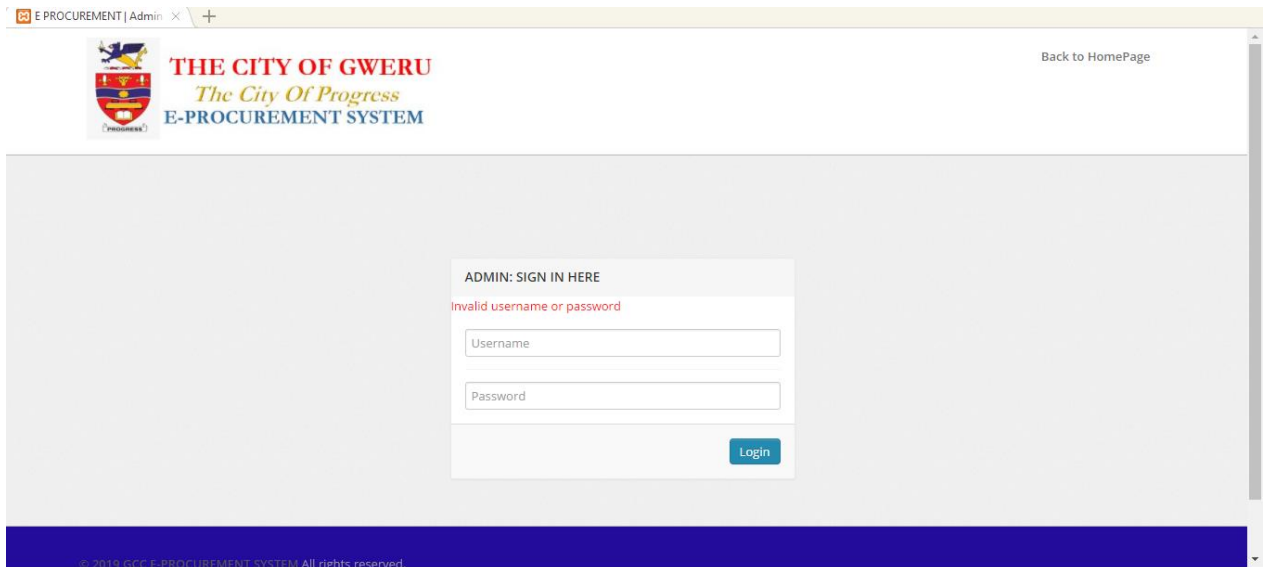 E PROCUREMENT | Admin
THE CITY OF GWERU
The City Of Progress
E-PROCUREMENT SYSTEM
PROGRESS
Back to HomePage
ADMIN: SIGN IN HERE
Invalid username or password
Username
Password
Login
© 2019 GCC E-PROCUREMENT SYSTEM All rights reserved.